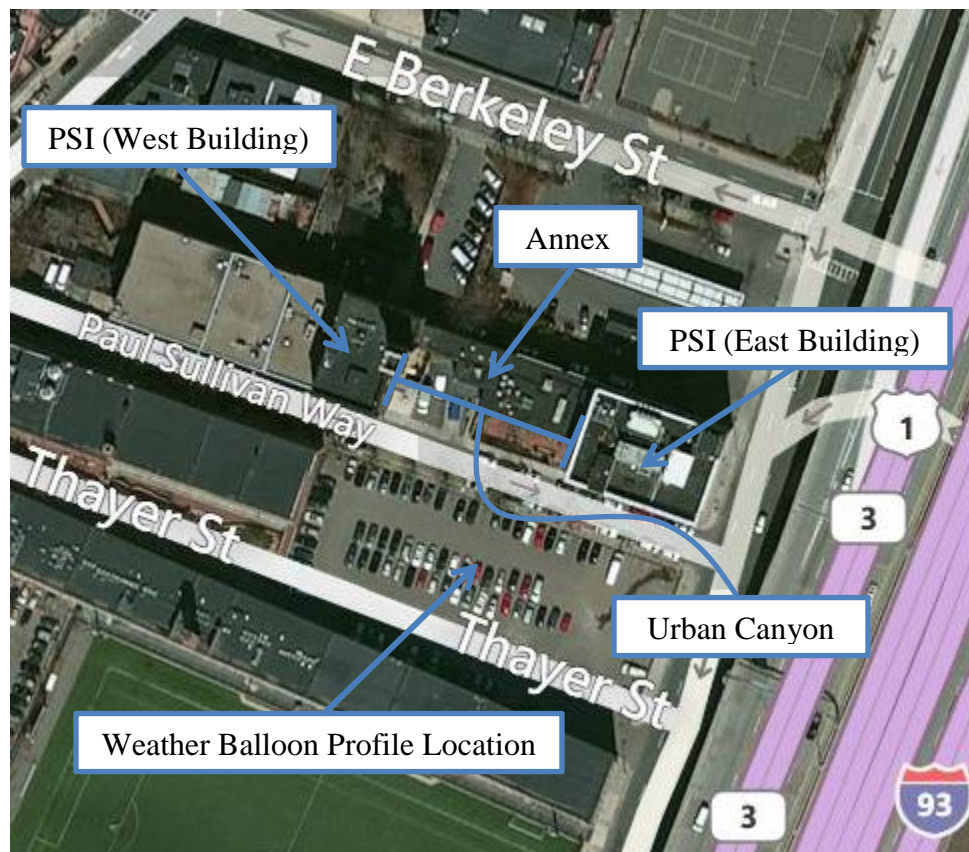 E Berkeley St
PSI (West Building)
Annex
PSI (East Building)
Paul Sullivan Way
1
3
Thayer St
Urban Canyon
Thayer St
Weather Balloon Profile Location
3
93